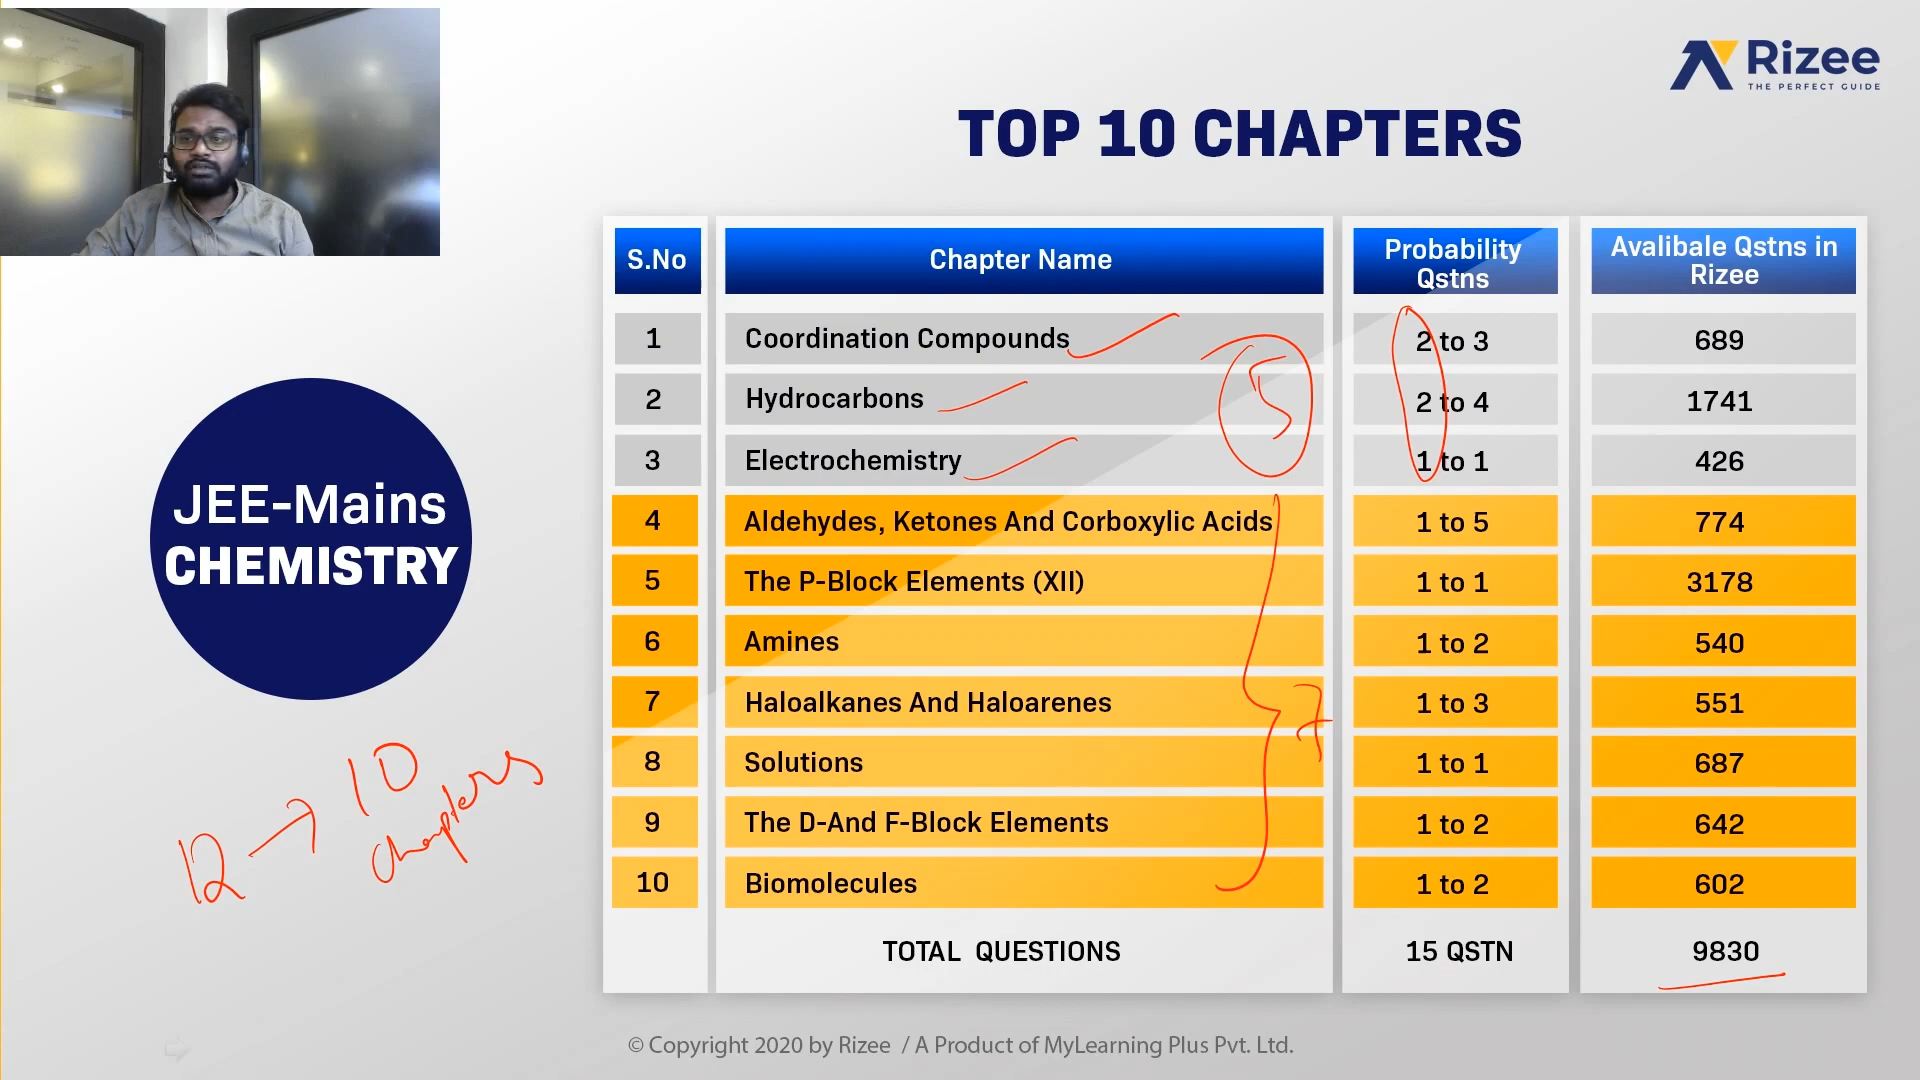 Rizee
THE PERFECT GUIDE
TOP 10 CHAPTERS
S.No Chapter Name Probability Qstns Avalibale Qstns in Rizee
1 Coordination Compounds 2 to 3 689
2 Hydrocarbons 2 to 4 1741
3 Electrochemistry 1 to 1 426
4 Aldehydes, Ketones And Corboxylic Acids 1 to 5 774
5 The P-Block Elements (XII) 1 to 1 3178
6 Amines 1 to 2 540
7 Haloalkanes And Haloarenes 1 to 3 551
8 Solutions 1 to 1 687
9 The D-And F-Block Elements 1 to 2 642
10 Biomolecules 1 to 2 602
TOTAL QUESTIONS 15 QSTN 9830
5
7
JEE-Mains
CHEMISTRY
12 → 10
chapters
© Copyright 2020 by Rizee / A Product of MyLearning Plus Pvt. Ltd.